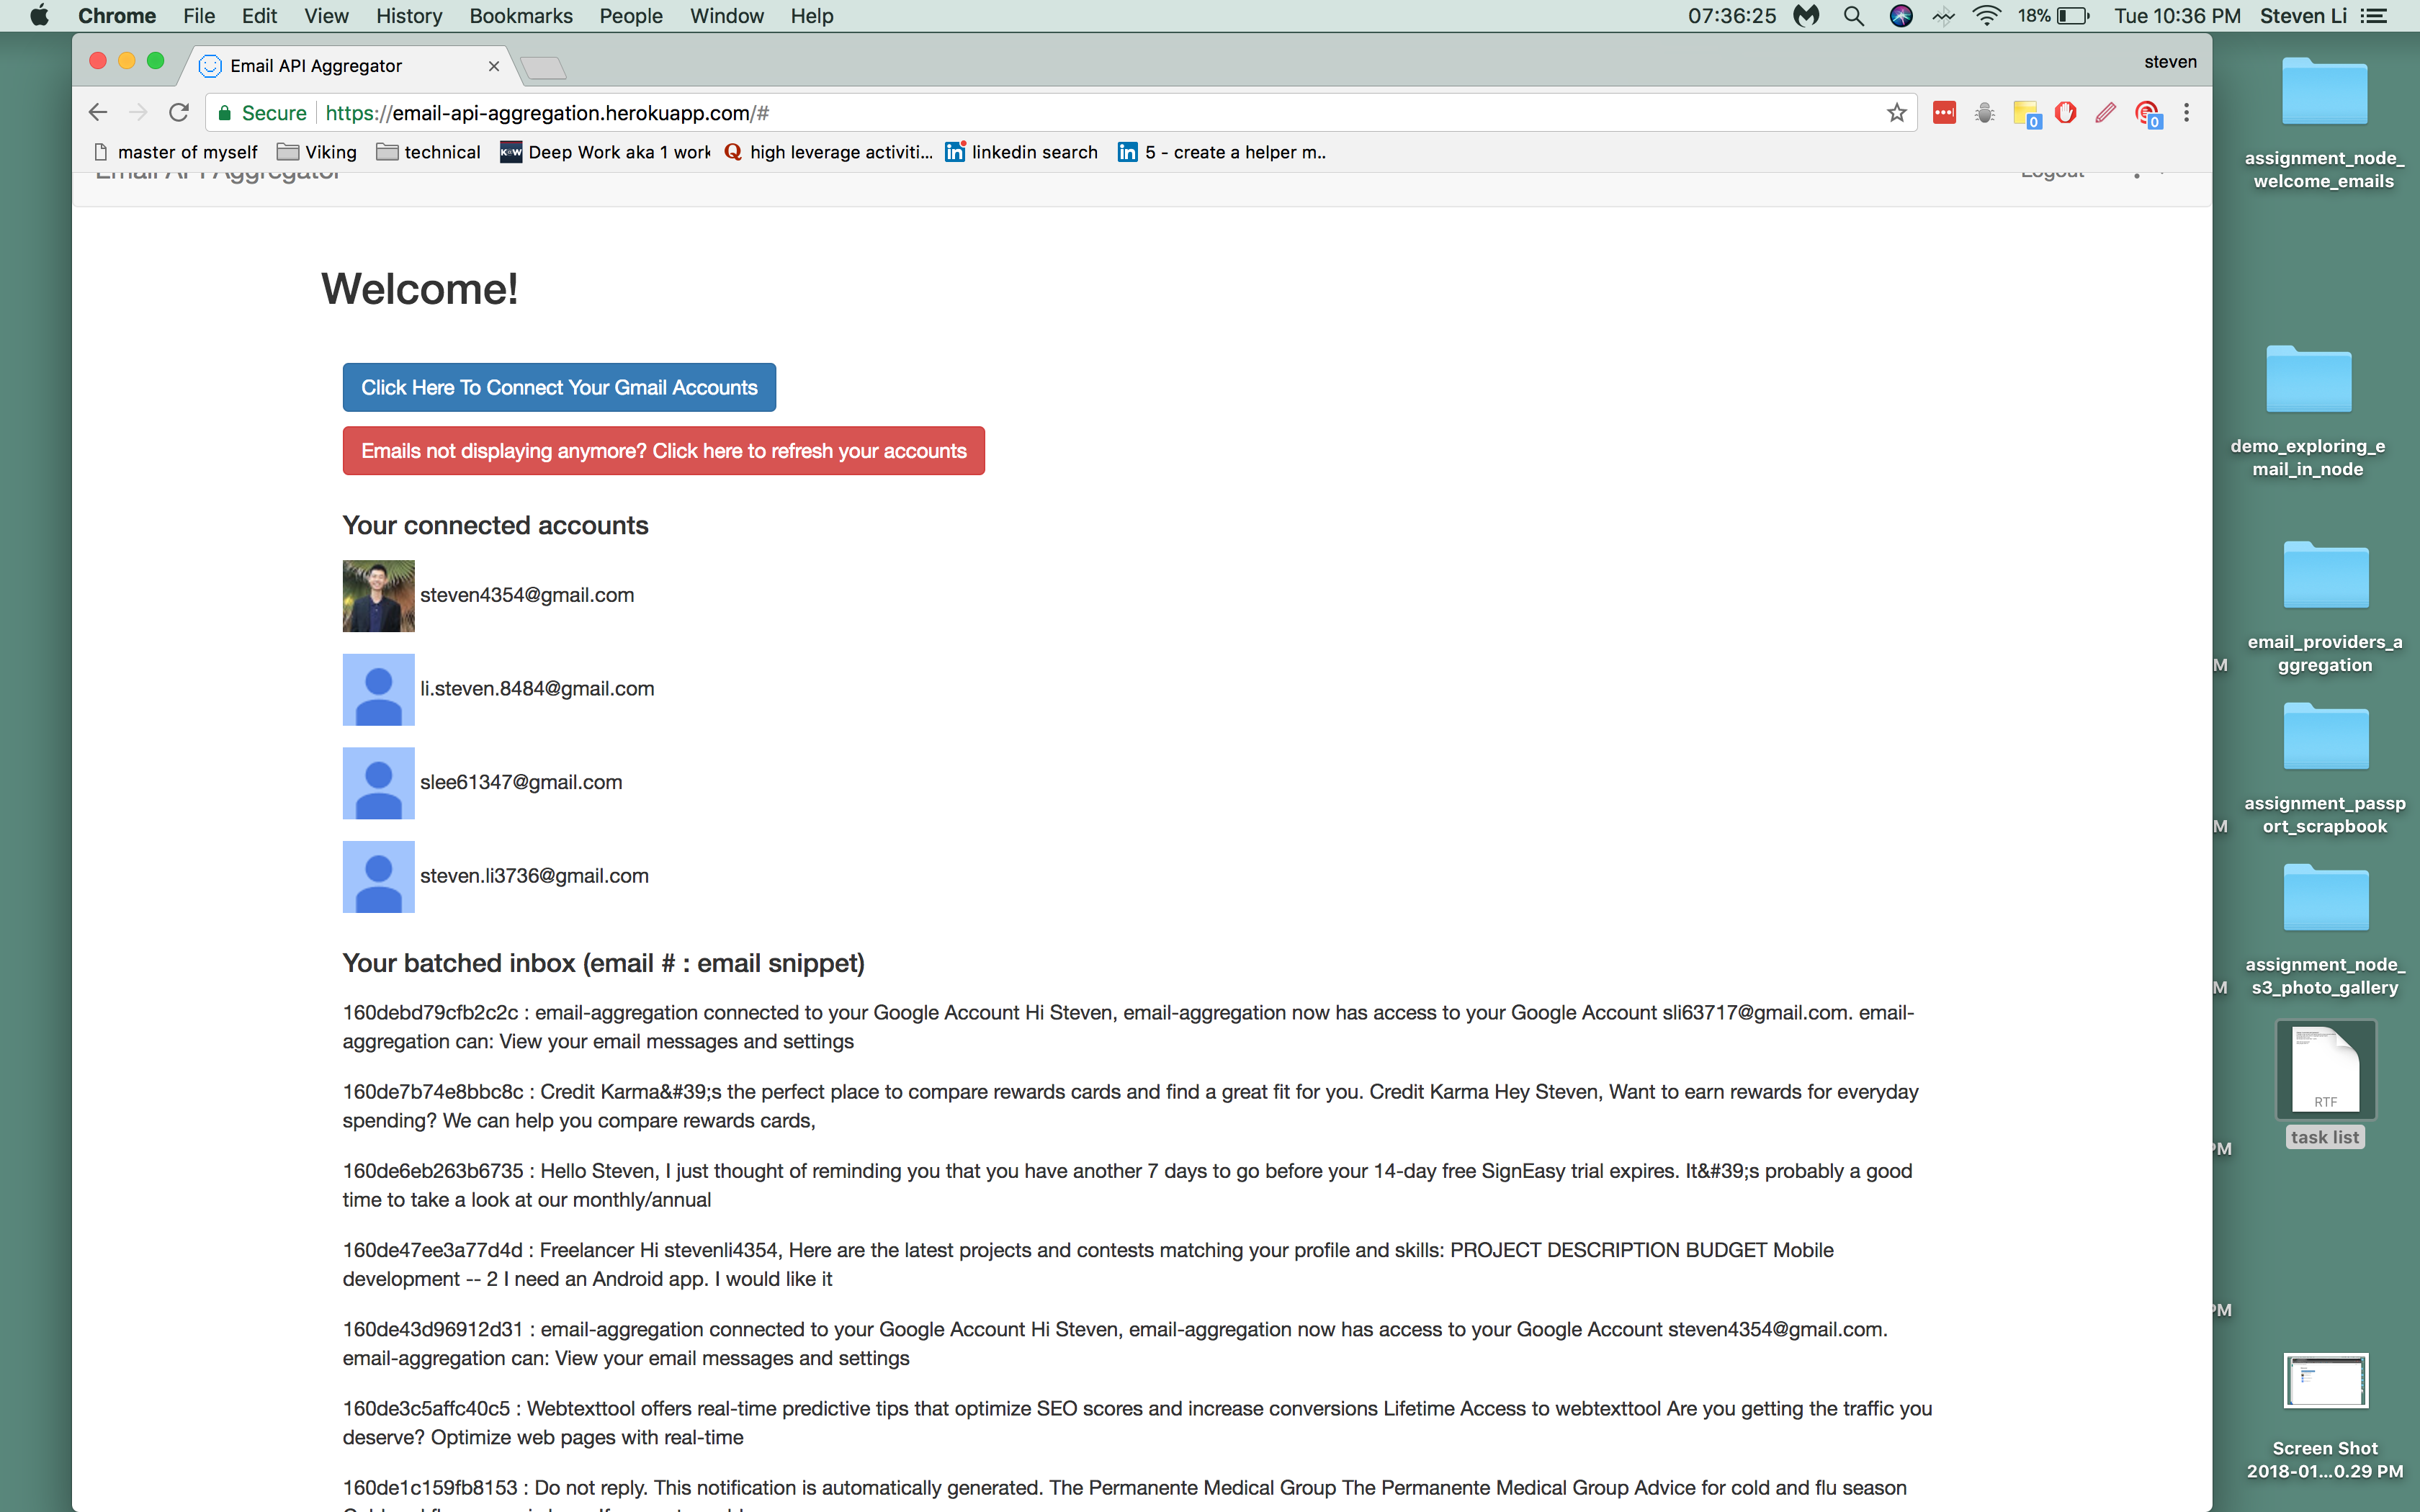 Chrome File Edit View History Bookmarks People Window Help 07:36:25 18% Tue 10:36 PM Steven Li
Email API Aggregator
steven
Secure https://email-api-aggregation.herokuapp.com/#
0
0
master of myself Viking technical Deep Work aka 1 work high leverage activiti... linkedin search 5 - create a helper m...
Email API Aggregator Logout
Welcome!
Click Here To Connect Your Gmail Accounts
Emails not displaying anymore? Click here to refresh your accounts
Your connected accounts
steven4354@gmail.com
li.steven.8484@gmail.com
slee61347@gmail.com
steven.li3736@gmail.com
Your batched inbox (email # : email snippet)
160debd79cfb2c2c : email-aggregation connected to your Google Account Hi Steven, email-aggregation now has access to your Google Account sli63717@gmail.com. email-
aggregation can: View your email messages and settings
160de7b74e8bbc8c : Credit Karma&#39;s the perfect place to compare rewards cards and find a great fit for you. Credit Karma Hey Steven, Want to earn rewards for everyday
spending? We can help you compare rewards cards,
160de6eb263b6735 : Hello Steven, I just thought of reminding you that you have another 7 days to go before your 14-day free SignEasy trial expires. It&#39;s probably a good
time to take a look at our monthly/annual
160de47ee3a77d4d : Freelancer Hi stevenli4354, Here are the latest projects and contests matching your profile and skills: PROJECT DESCRIPTION BUDGET Mobile
development -- 2 I need an Android app. I would like it
160de43d96912d31 : email-aggregation connected to your Google Account Hi Steven, email-aggregation now has access to your Google Account steven4354@gmail.com.
email-aggregation can: View your email messages and settings
160de3c5affc40c5 : Webtexttool offers real-time predictive tips that optimize SEO scores and increase conversions Lifetime Access to webtexttool Are you getting the traffic you
deserve? Optimize web pages with real-time
160de1c159fb8153 : Do not reply. This notification is automatically generated. The Permanente Medical Group The Permanente Medical Group Advice for cold and flu season
assignment_node_
welcome_emails
demo_exploring_e
mail_in_node
email_providers_a
ggregation
M
assignment_passp
ort_scrapbook
M
assignment_node_
s3_photo_gallery
M
RTF
task list
PM
PM
Screen Shot
2018-01...0.29 PM